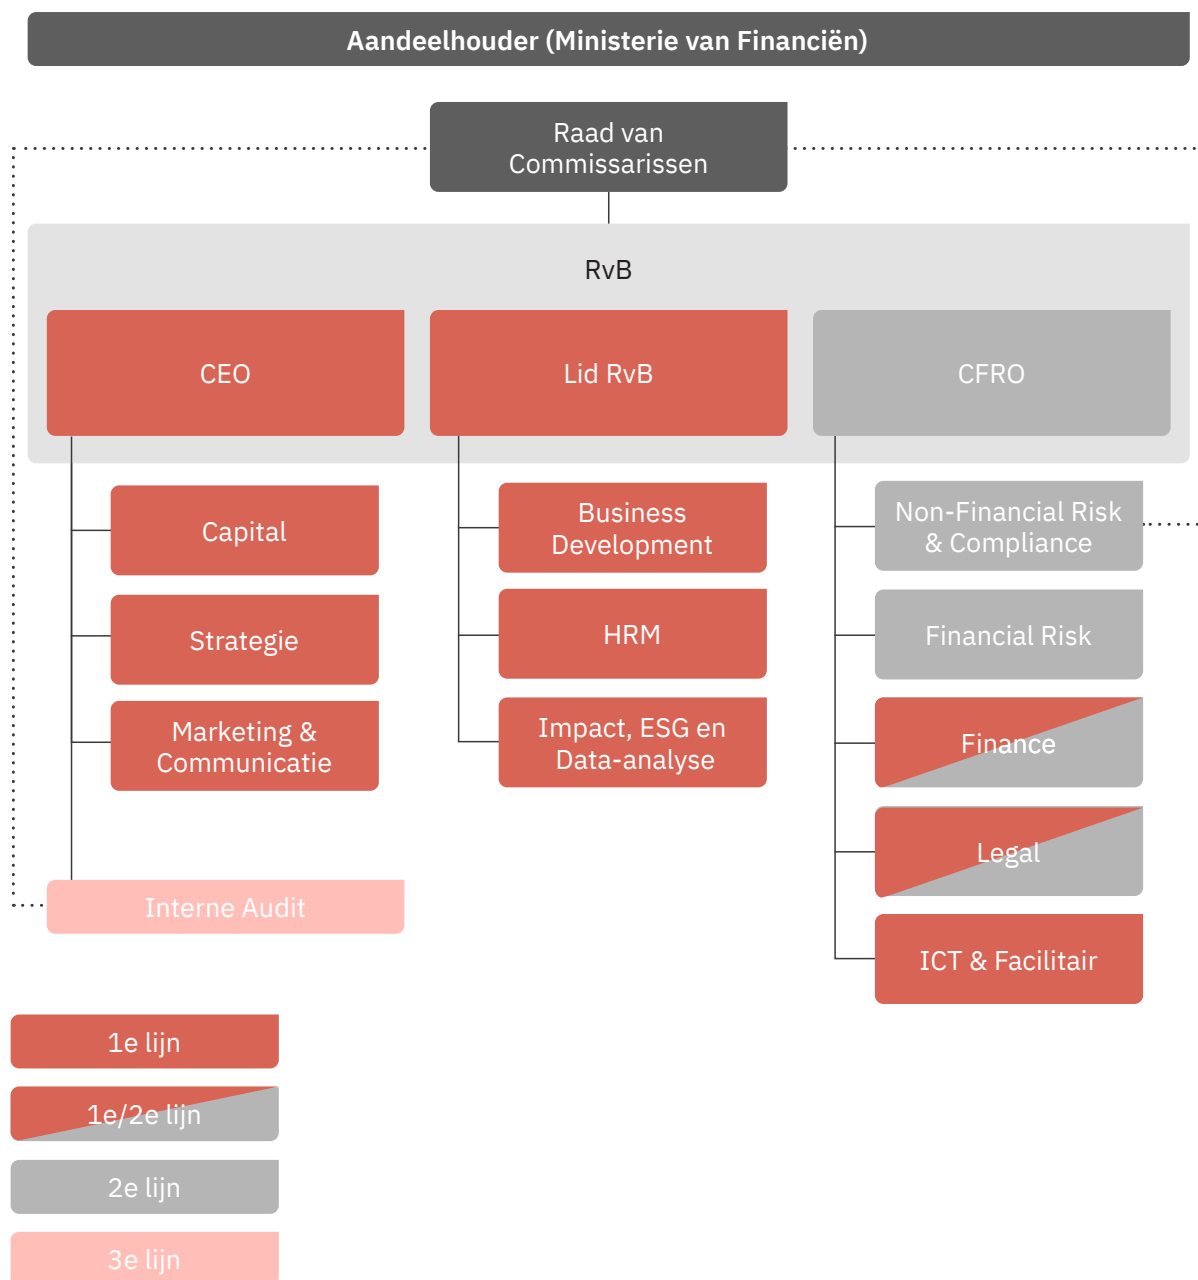 Aandeelhouder (Ministerie van Financiën)
Raad van
Commissarissen
RvB
CEO
Lid RvB
CFRO
Capital
Strategie
Marketing &
Communicatie
Interne Audit
Business
Development
HRM
Impact, ESG en
Data-analyse
Non-Financial Risk
& Compliance
Financial Risk
Finance
Legal
ICT & Facilitair
1e lijn
1e/2e lijn
2e lijn
3e lijn